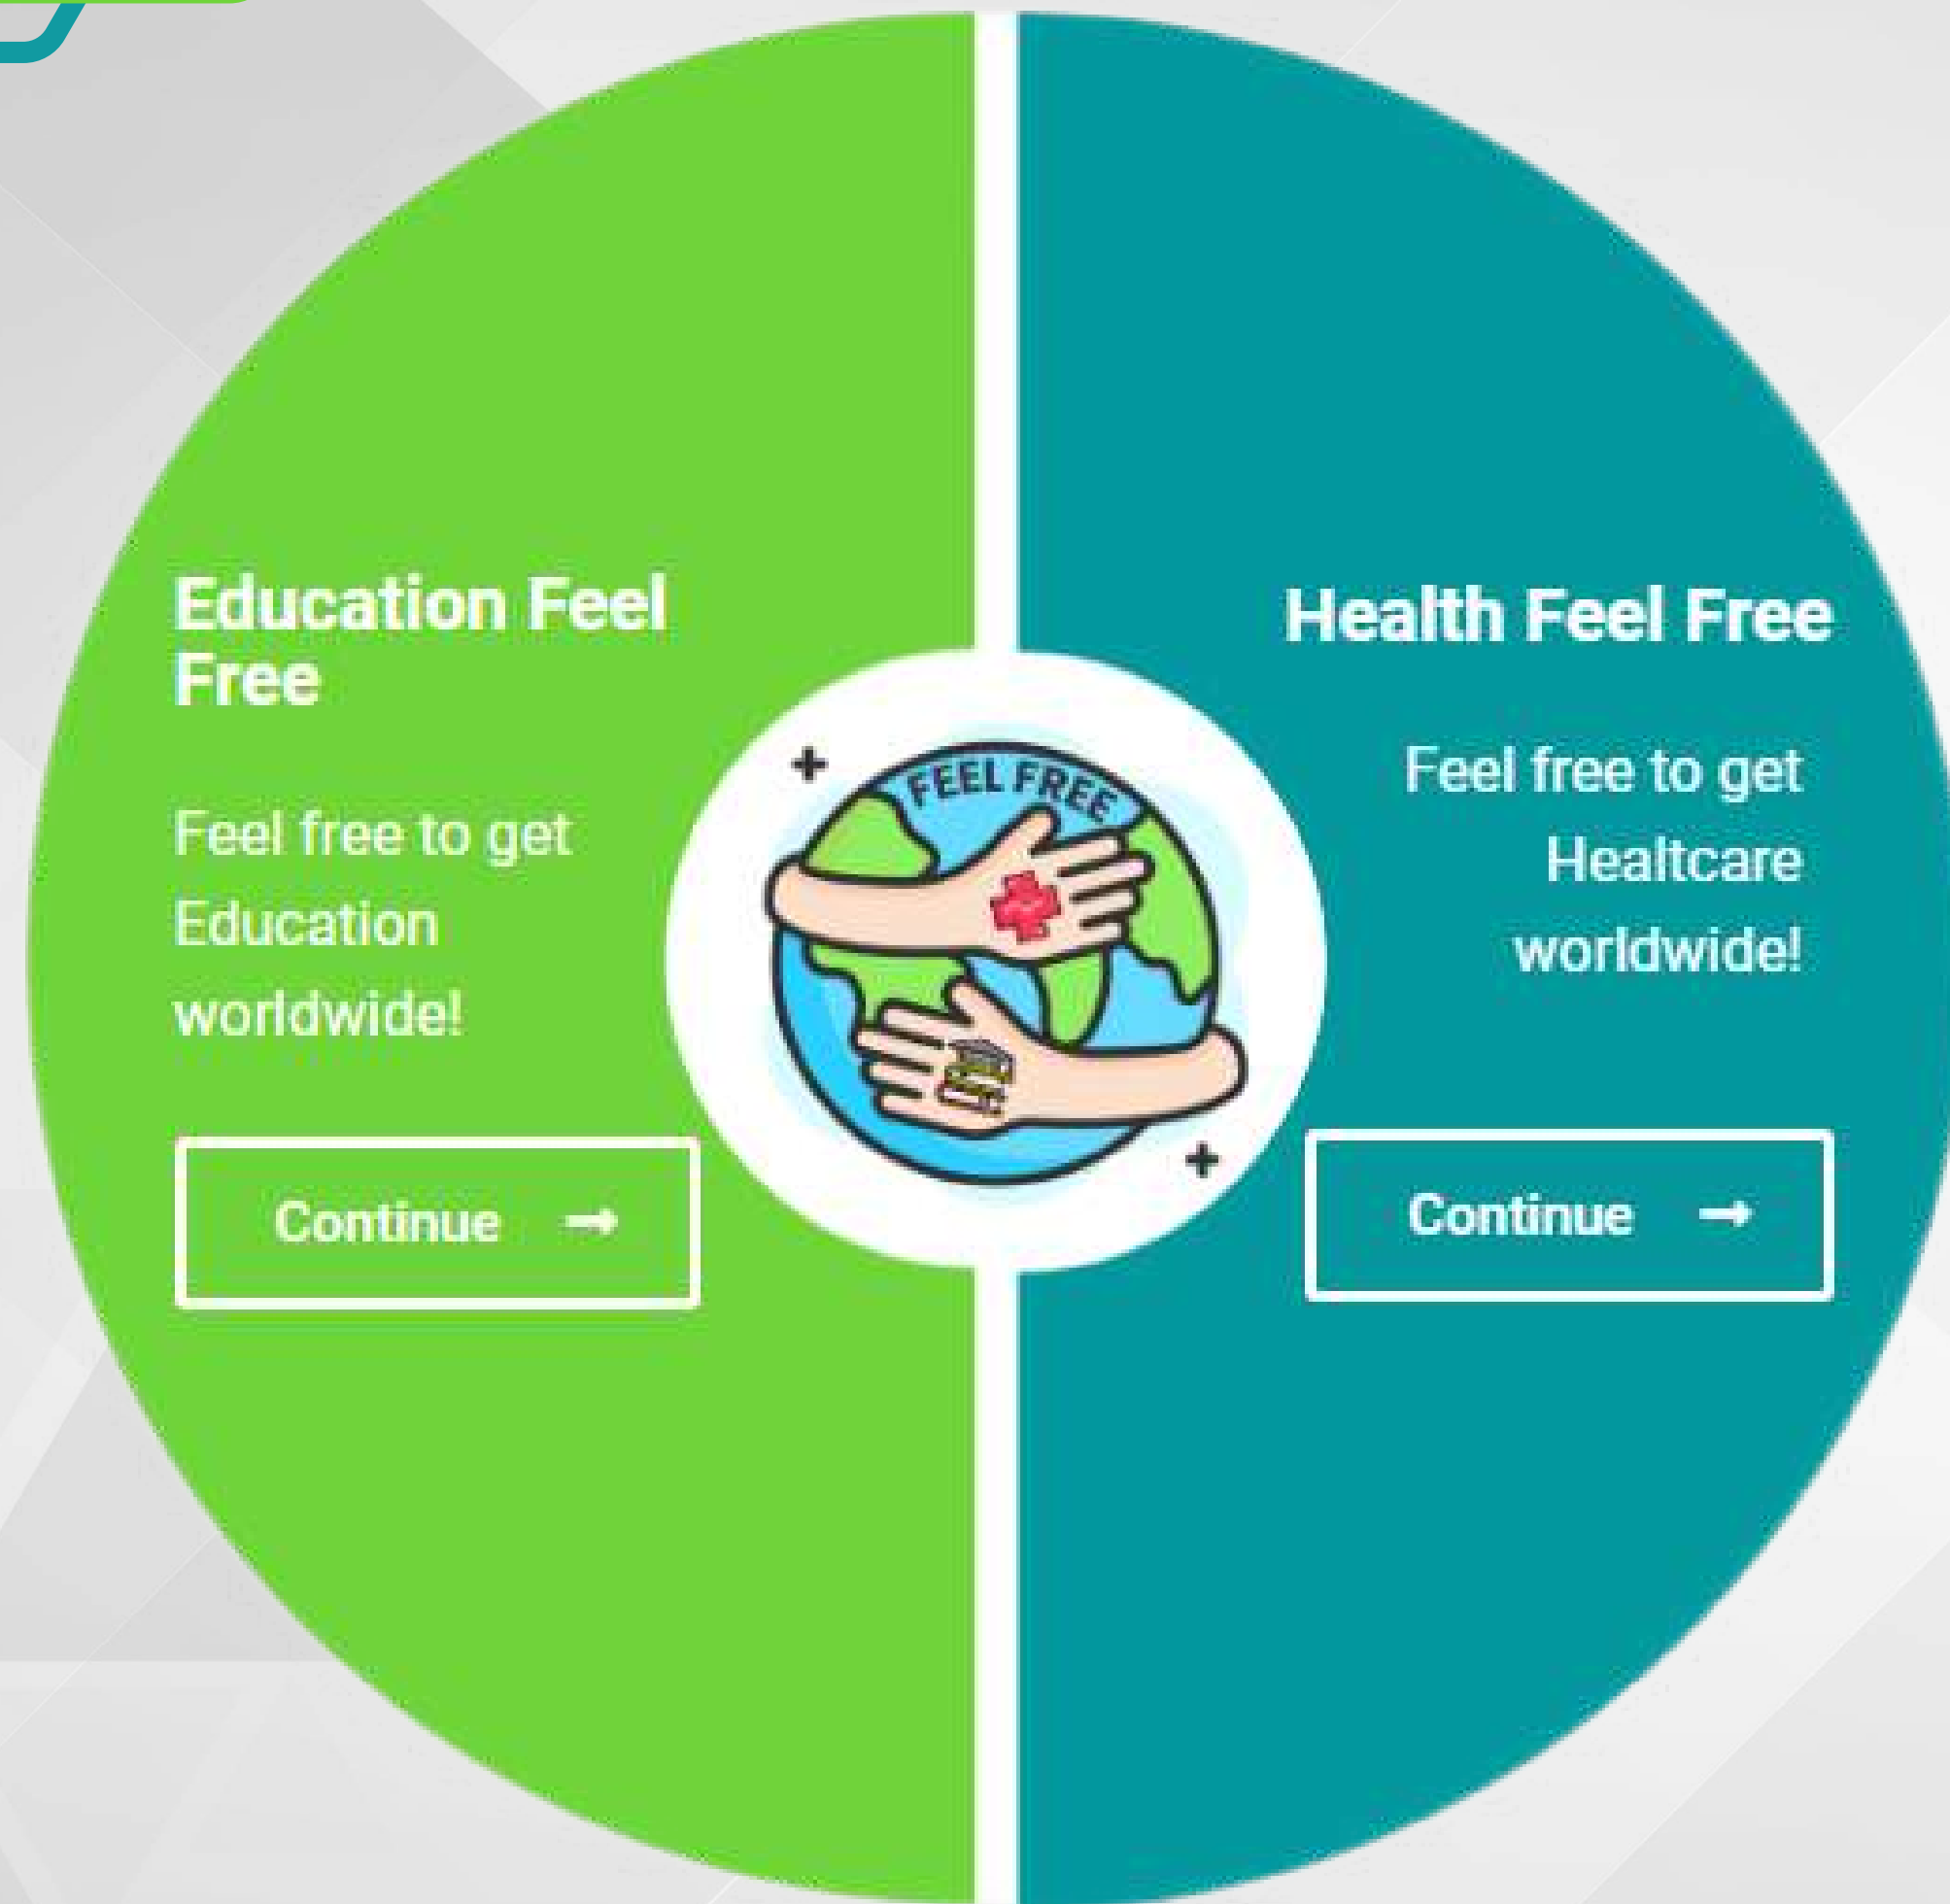 Education Feel
Free
Feel free to get
Education
worldwide!
Continue
FEEL FREE
Health Feel Free
Feel free to get
Healtcare
worldwide!
Continue